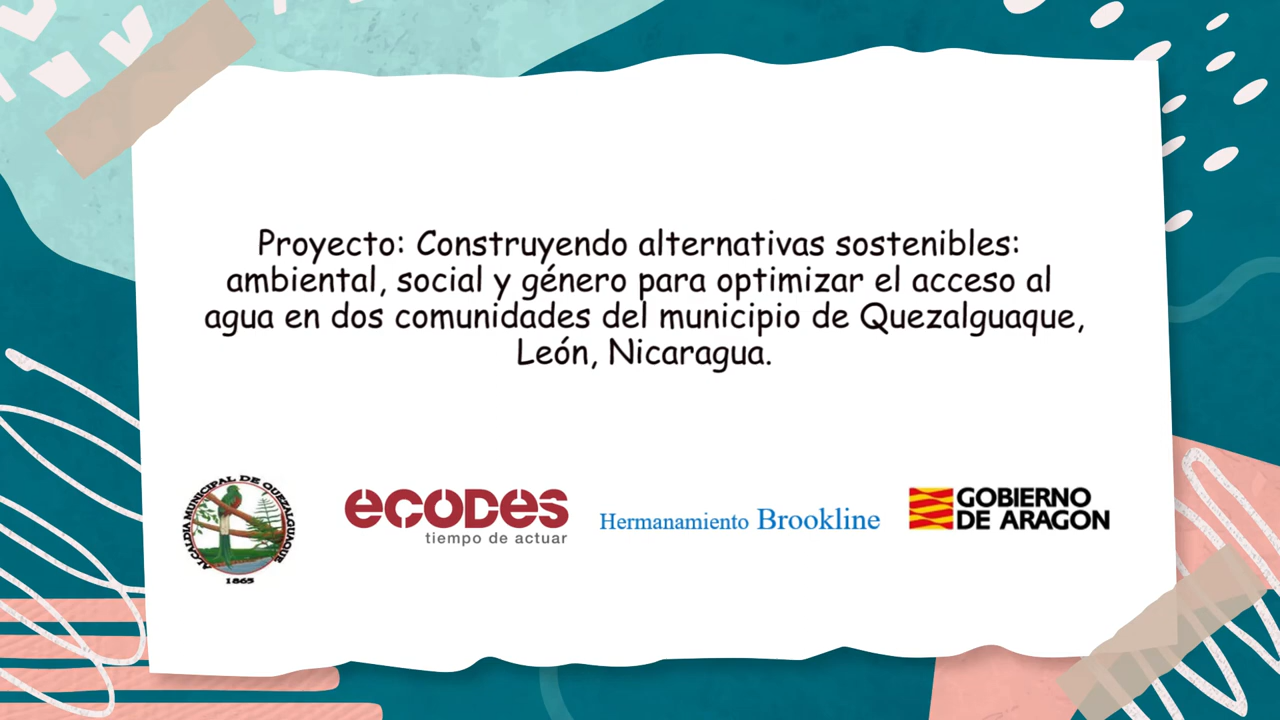 Proyecto: Construyendo alternativas sostenibles:
ambiental, social y género para optimizar el acceso al
agua en dos comunidades del municipio de Quezalguaque,
León, Nicaragua.
ALCALDIA MUNICIPAL DE QUEZALGUAQUE
1865
ecodes
tiempo de actuar
Hermanamiento Brookline
GOBIERNO
DE ARAGON